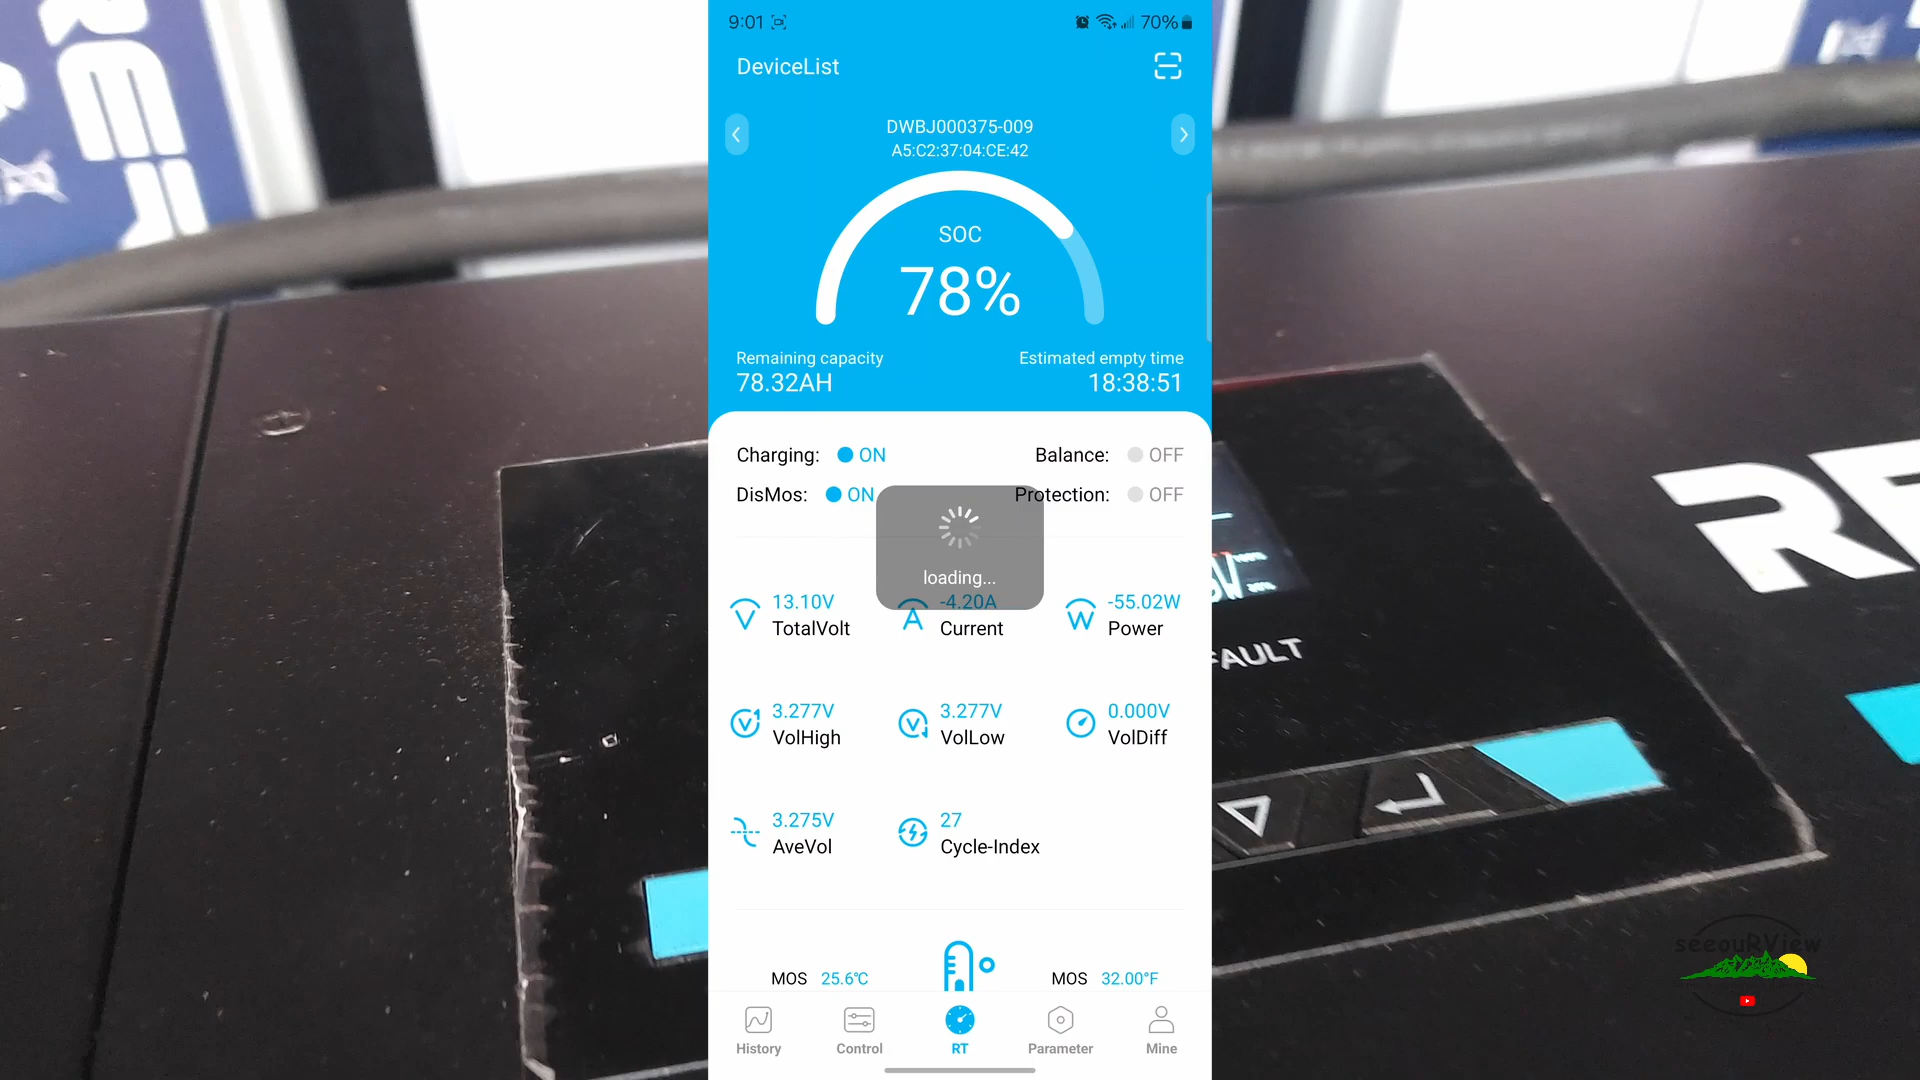 9:01
70%
DeviceList
DWBJ000375-009
A5:C2:37:04:CE:42
SOC
78%
Remaining capacity
78.32AH
Estimated empty time
18:38:51
Charging: ON
Balance: OFF
DisMos: ON
Protection: OFF
loading...
13.10V
TotalVolt
-4.20A
Current
-55.02W
Power
3.277V
VolHigh
3.277V
VolLow
0.000V
VolDiff
3.275V
AveVol
27
Cycle-Index
MOS 25.6℃
MOS 32.00°F
History
Control
RT
Parameter
Mine
FAULT
seeouRView